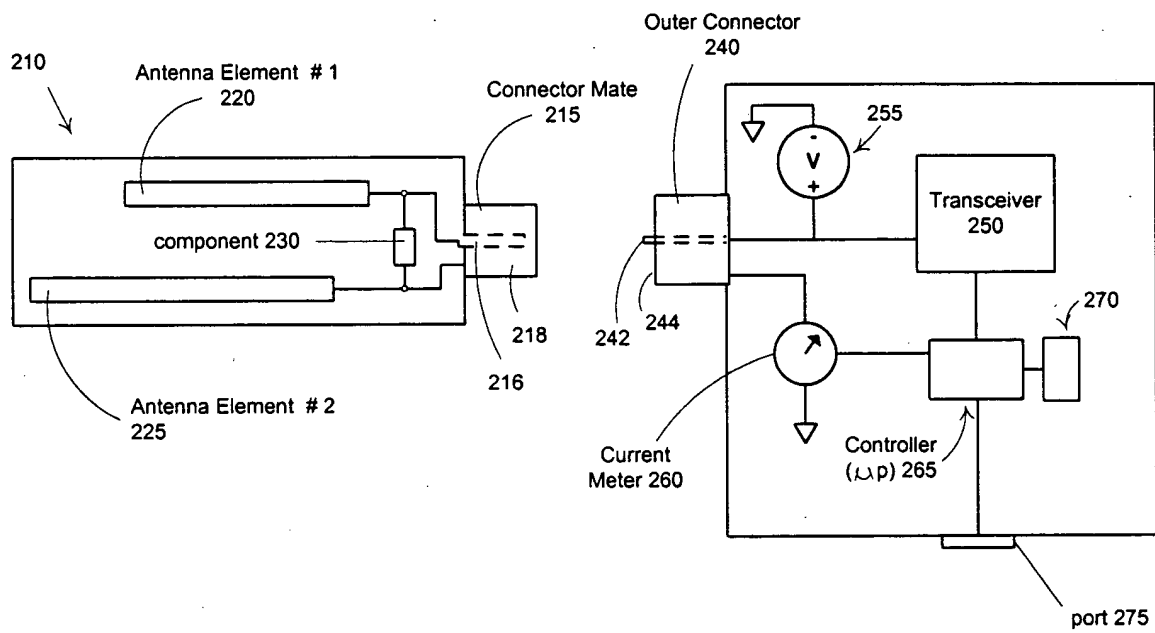 Outer Connector
240
210
Antenna Element # 1
220
Connector Mate
215
255
-
V
+
Transceiver
250
component 230
242
244
270
218
216
Antenna Element # 2
225
Current
Meter 260
Controller
(μp) 265
port 275